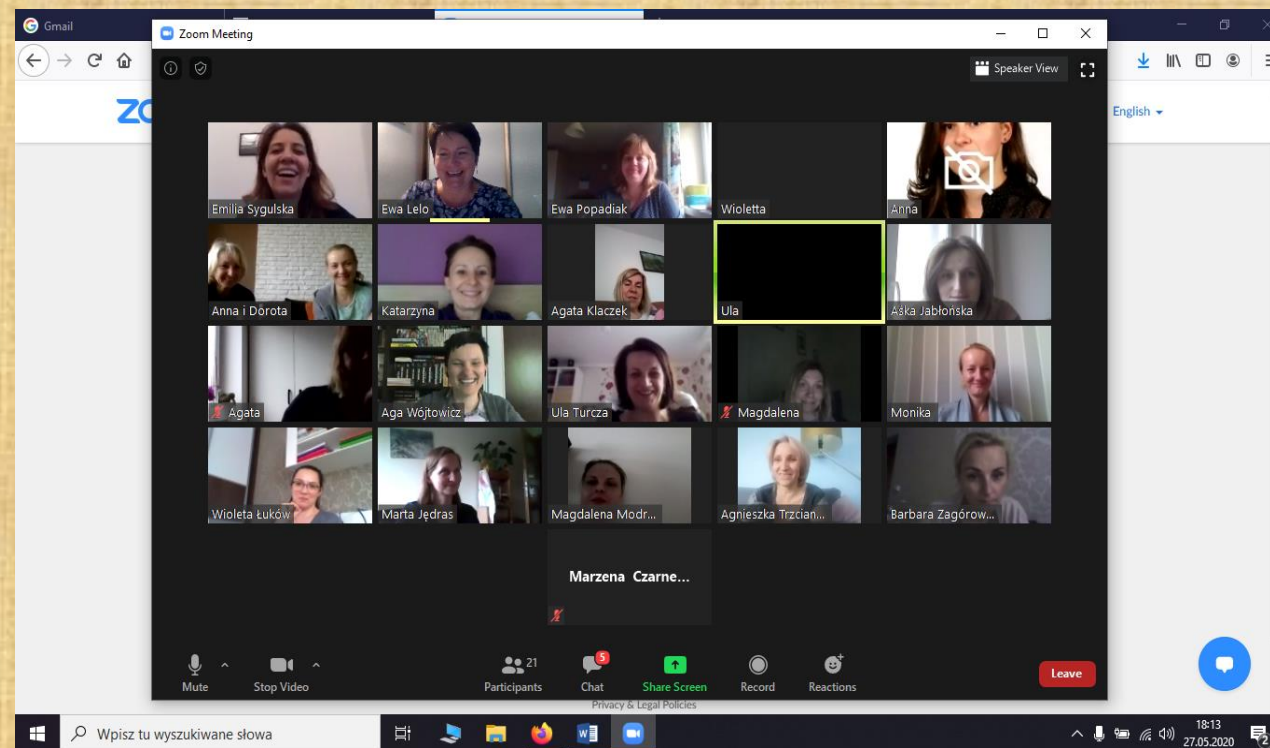 Gmail
Zoom Meeting
Speaker View
English
Emilia Sygulska
Ewa Lelo
Ewa Popadiak
Wioletta
Anna
Anna i Dorota
Katarzyna
Agata Klaczek
Ula
Aśka Jabłońska
Agata
Aga Wójtowicz
Ula Turcza
Magdalena
Monika
Wioleta Łuków
Marta Jędras
Magdalena Modr...
Agnieszka Trzcian...
Barbara Zagórow...
Marzena Czarne...
21
5
Mute
Stop Video
Participants
Chat
Share Screen
Record
Reactions
Leave
Privacy & Legal Policies
Wpisz tu wyszukiwane słowa
18:13
27.05.2020
2